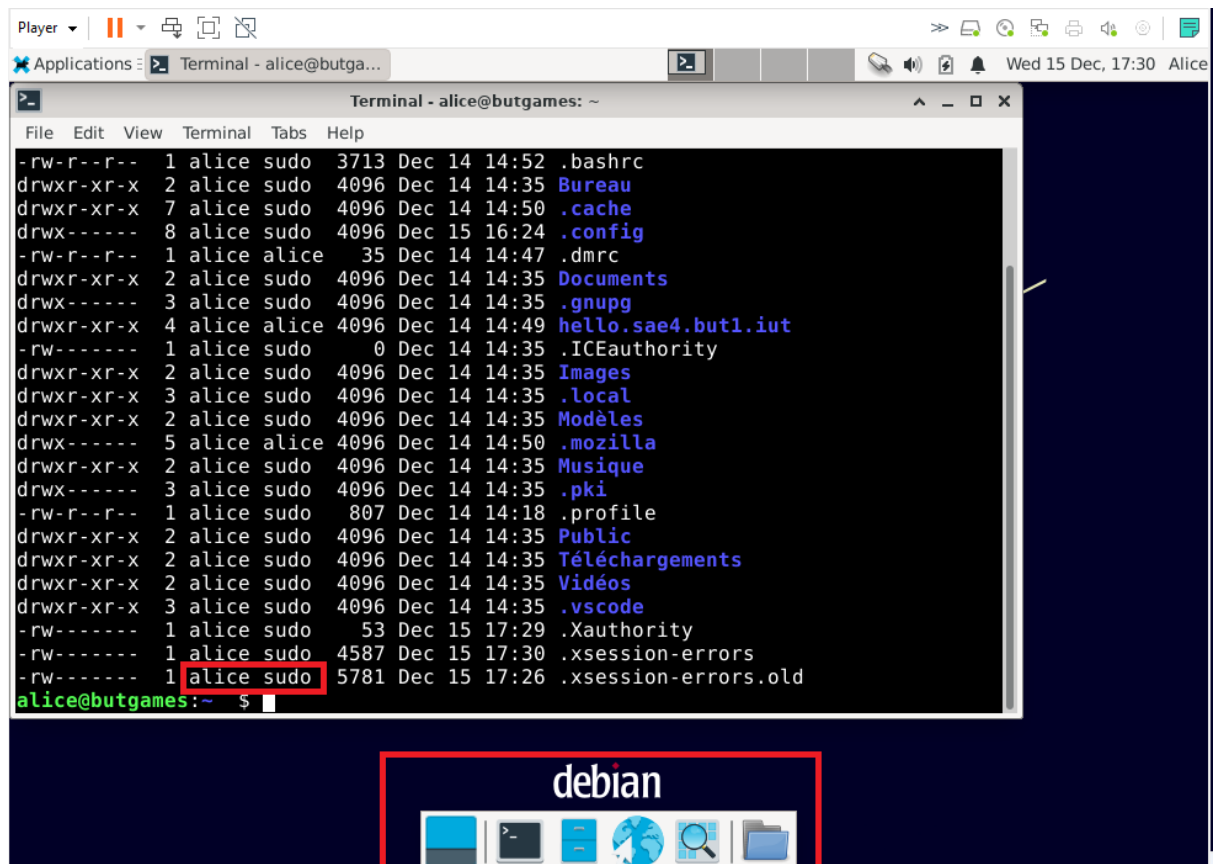 Player
Applications Terminal - alice@butga... Wed 15 Dec, 17:30 Alice
Terminal - alice@butgames: ~
File Edit View Terminal Tabs Help
-rw-r--r-- 1 alice sudo 3713 Dec 14 14:52 .bashrc
drwxr-xr-x 2 alice sudo 4096 Dec 14 14:35 Bureau
drwxr-xr-x 7 alice sudo 4096 Dec 14 14:50 .cache
drwx------ 8 alice sudo 4096 Dec 15 16:24 .config
-rw-r--r-- 1 alice alice 35 Dec 14 14:47 .dmrc
drwxr-xr-x 2 alice sudo 4096 Dec 14 14:35 Documents
drwx------ 3 alice sudo 4096 Dec 14 14:35 .gnupg
drwxr-xr-x 4 alice alice 4096 Dec 14 14:49 hello.sae4.but1.iut
-rw------- 1 alice sudo 0 Dec 14 14:35 .ICEauthority
drwxr-xr-x 2 alice sudo 4096 Dec 14 14:35 Images
drwxr-xr-x 3 alice sudo 4096 Dec 14 14:35 .local
drwxr-xr-x 2 alice sudo 4096 Dec 14 14:35 Modèles
drwx------ 5 alice alice 4096 Dec 14 14:50 .mozilla
drwxr-xr-x 2 alice sudo 4096 Dec 14 14:35 Musique
drwx------ 3 alice sudo 4096 Dec 14 14:35 .pki
-rw-r--r-- 1 alice sudo 807 Dec 14 14:18 .profile
drwxr-xr-x 2 alice sudo 4096 Dec 14 14:35 Public
drwxr-xr-x 2 alice sudo 4096 Dec 14 14:35 Téléchargements
drwxr-xr-x 2 alice sudo 4096 Dec 14 14:35 Vidéos
drwxr-xr-x 3 alice sudo 4096 Dec 14 14:35 .vscode
-rw------- 1 alice sudo 53 Dec 15 17:29 .Xauthority
-rw------- 1 alice sudo 4587 Dec 15 17:30 .xsession-errors
-rw------- 1 alice sudo 5781 Dec 15 17:26 .xsession-errors.old
alice@butgames:~ $
debian